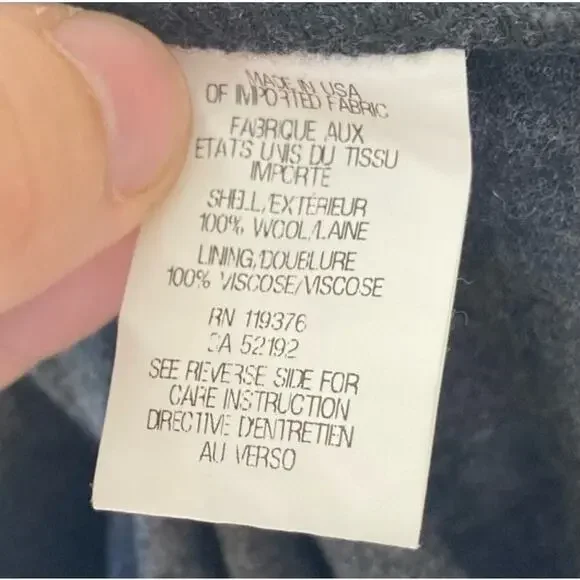 MADE IN USA
OF IMPORTED FABRIC
FABRIQUE AUX
ETATS UNIS DU TISSU
IMPORTE
SHELL/EXTÉRIEUR
100% WOOL/LAINE
LINING/DOUBLURE
100% VISCOSE/VISCOSE
RN 119376
CA 52192
SEE REVERSE SIDE FOR
CARE INSTRUCTION
DIRECTIVE D'ENTRETIEN
AU VERSO